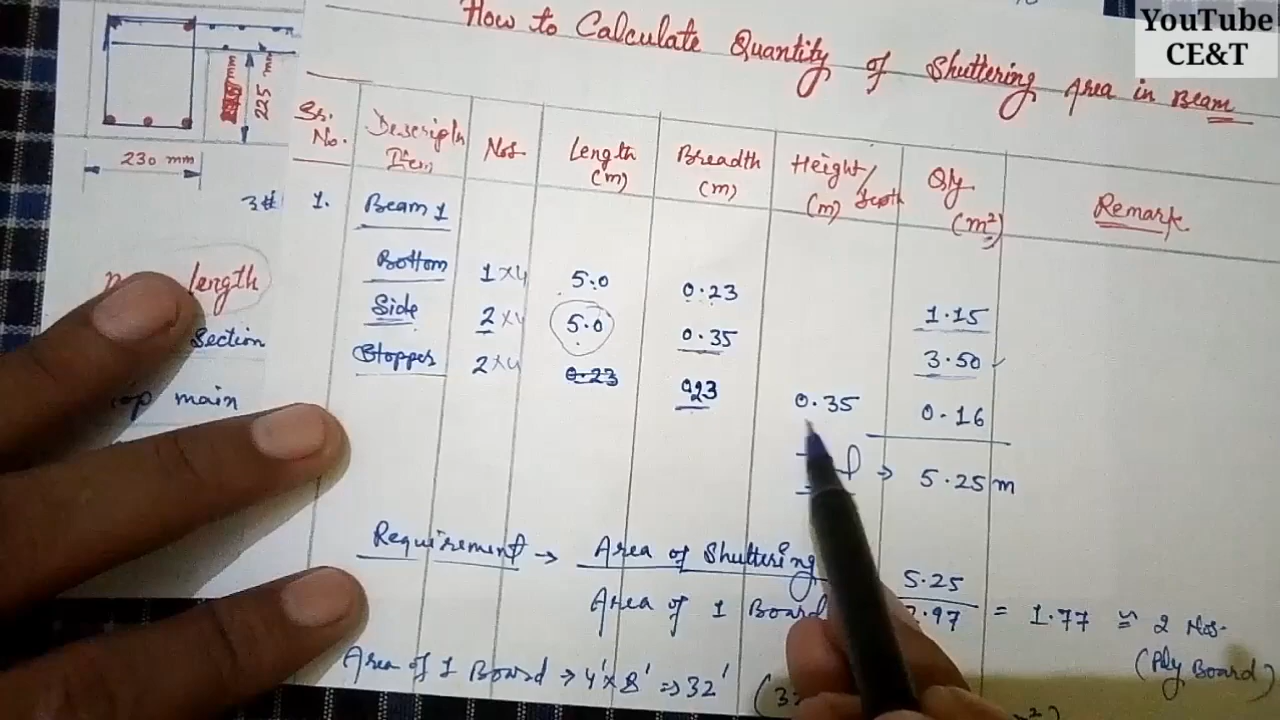 YouTube
CE&T
How to Calculate Quantity of Shuttering Area in Beam
225 mm
230 mm
Sr. No. Descripln Item Nos Length (m) Breadth (m) Height/Depth (m) Qty (m²) Remark
1. Beam 1
Bottom 1×4 5.0 0.23 1.15
Side 2×4 5.0 0.35 3.50
Stopper 2×4 0.23 0.23 0.35 0.16
→ 5.25 m
length
Section
main
Requirement → Area of Shuttering / Area of 1 Board 5.25 / .97 = 1.77 ≅ 2 Nos.
(Ply Board)
Area of 1 Board → 4'×8' ⇒ 32'